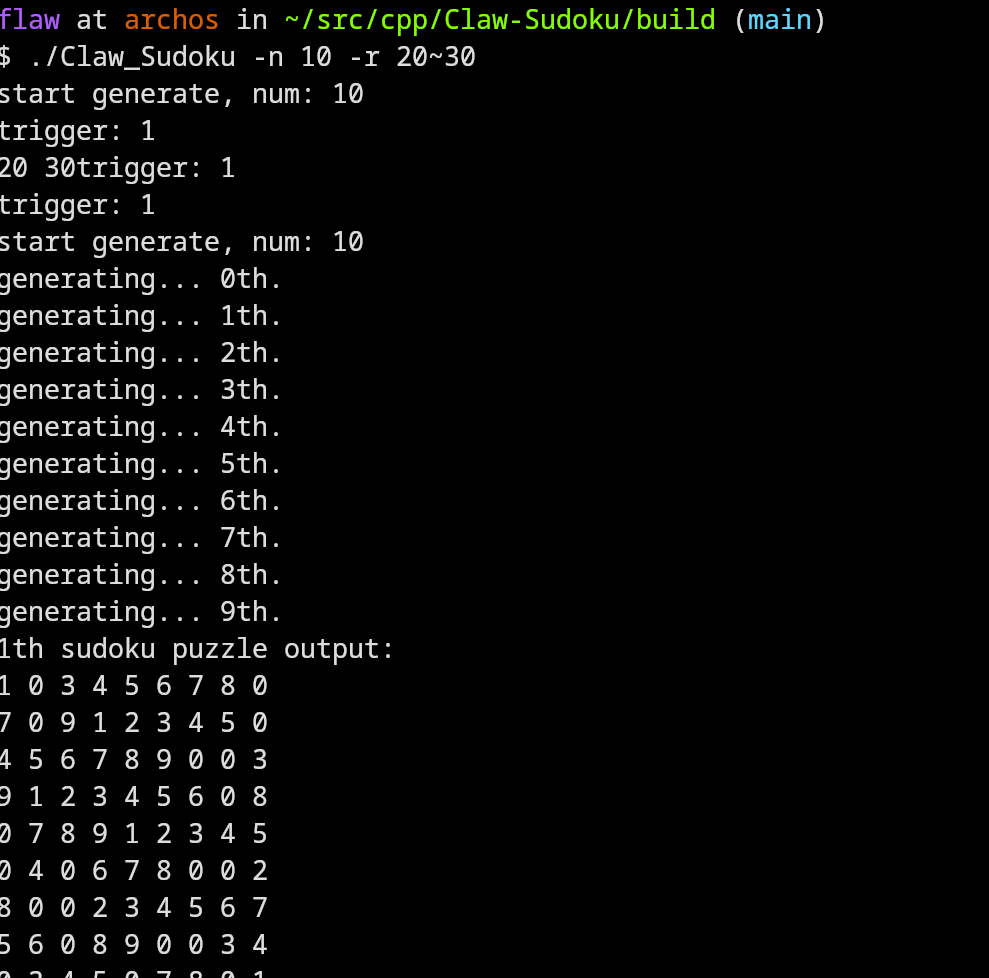 flaw at archos in ~/src/cpp/Claw-Sudoku/build (main)
$ ./Claw_Sudoku -n 10 -r 20~30
start generate, num: 10
trigger: 1
20 30trigger: 1
trigger: 1
start generate, num: 10
generating... 0th.
generating... 1th.
generating... 2th.
generating... 3th.
generating... 4th.
generating... 5th.
generating... 6th.
generating... 7th.
generating... 8th.
generating... 9th.
1th sudoku puzzle output:
1 0 3 4 5 6 7 8 0
7 0 9 1 2 3 4 5 0
4 5 6 7 8 9 0 0 3
9 1 2 3 4 5 6 0 8
0 7 8 9 1 2 3 4 5
0 4 0 6 7 8 0 0 2
8 0 0 2 3 4 5 6 7
5 6 0 8 9 0 0 3 4